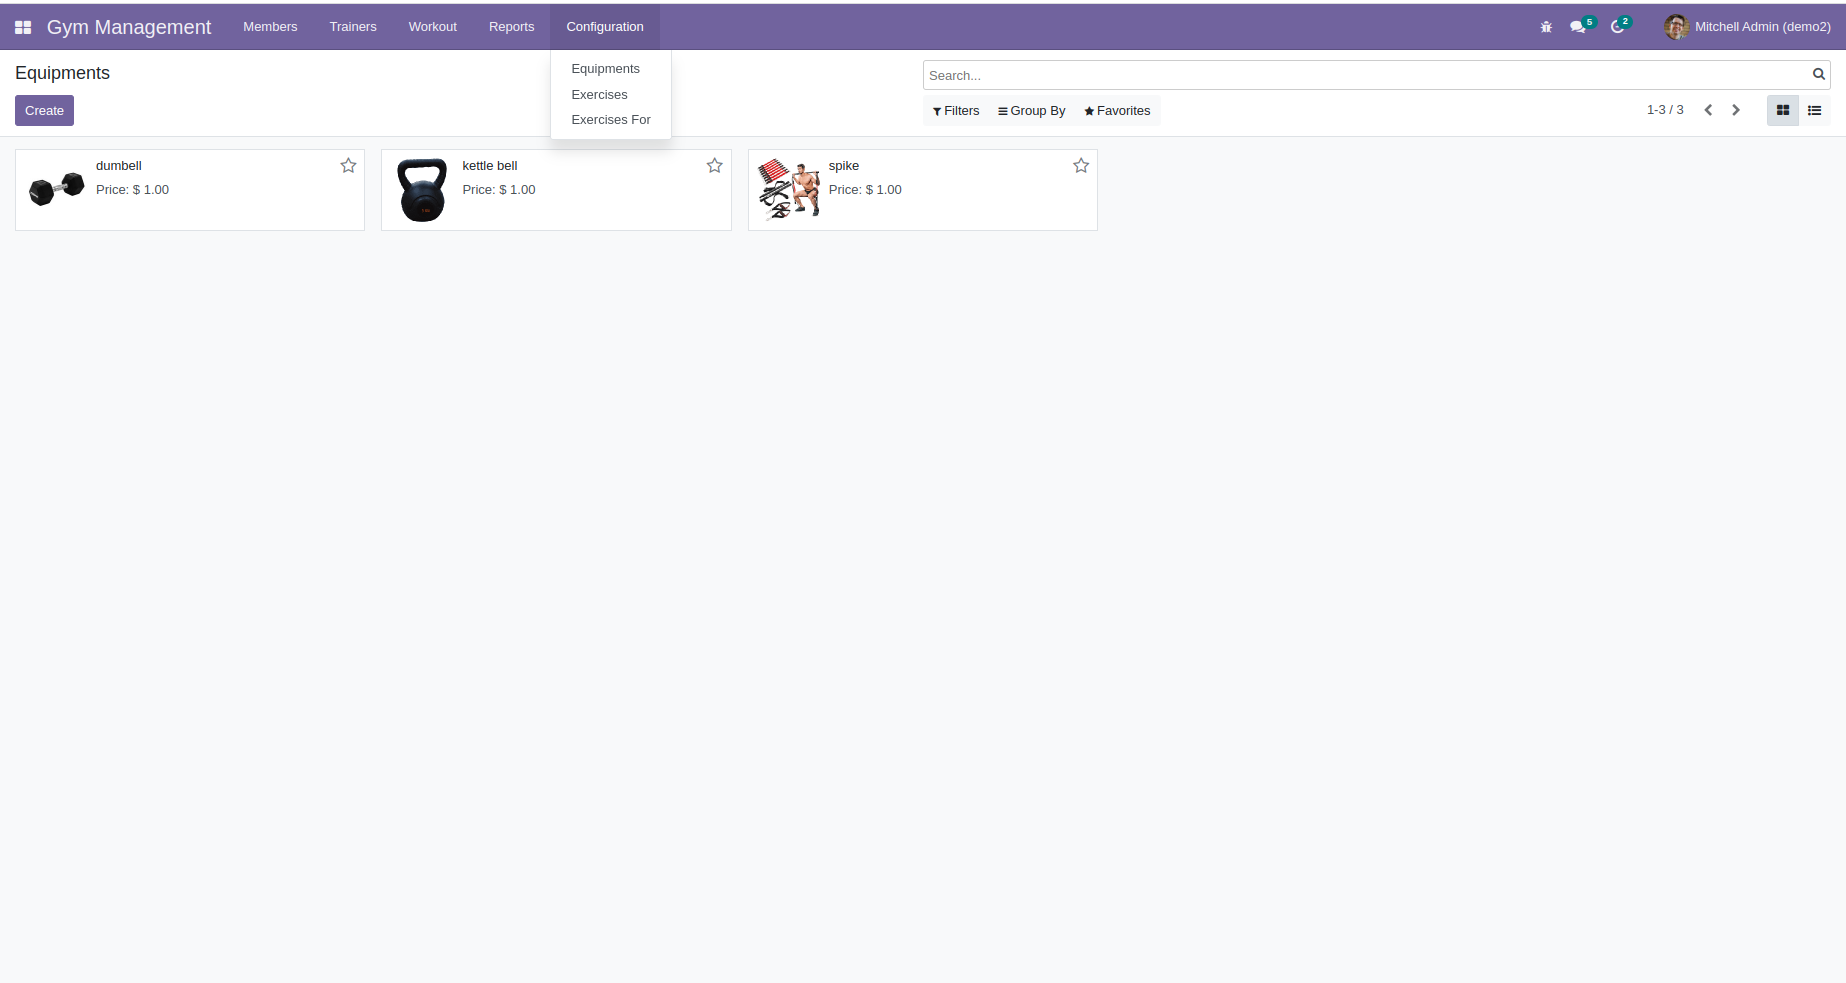 Gym Management Members Trainers Workout Reports Configuration 5 2 Mitchell Admin (demo2)
Equipments
Search...
Create
Filters Group By Favorites 1-3 / 3
Equipments
Exercises
Exercises For
dumbell
Price: $ 1.00
kettle bell
Price: $ 1.00
spike
Price: $ 1.00